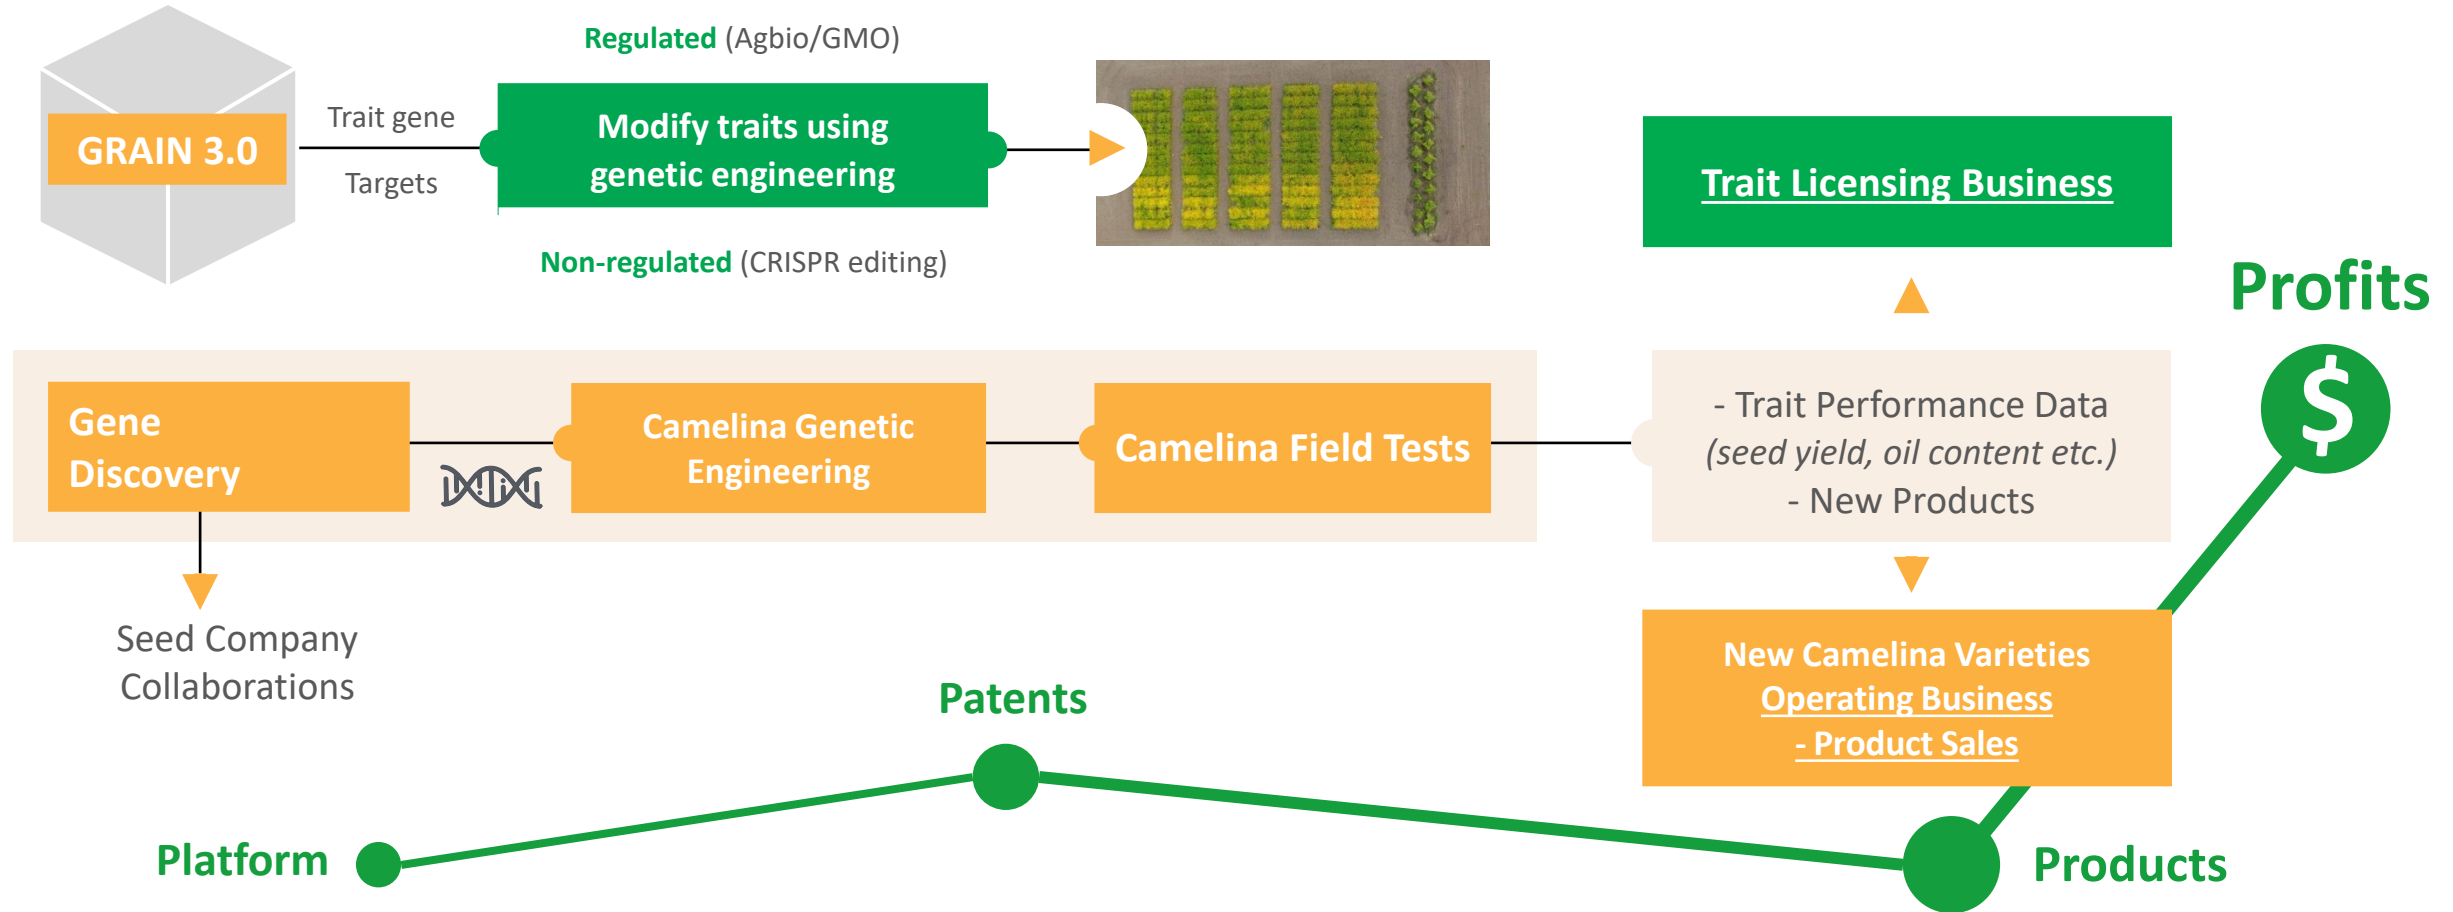 Regulated (Agbio/GMO)
GRAIN 3.0
Trait gene
Targets
Modify traits using
genetic engineering
Non-regulated (CRISPR editing)
Trait Licensing Business
Profits
$
Gene
Discovery
Camelina Genetic
Engineering
Camelina Field Tests
- Trait Performance Data
(seed yield, oil content etc.)
- New Products
Seed Company
Collaborations
New Camelina Varieties
Operating Business
- Product Sales
Patents
Platform
Products